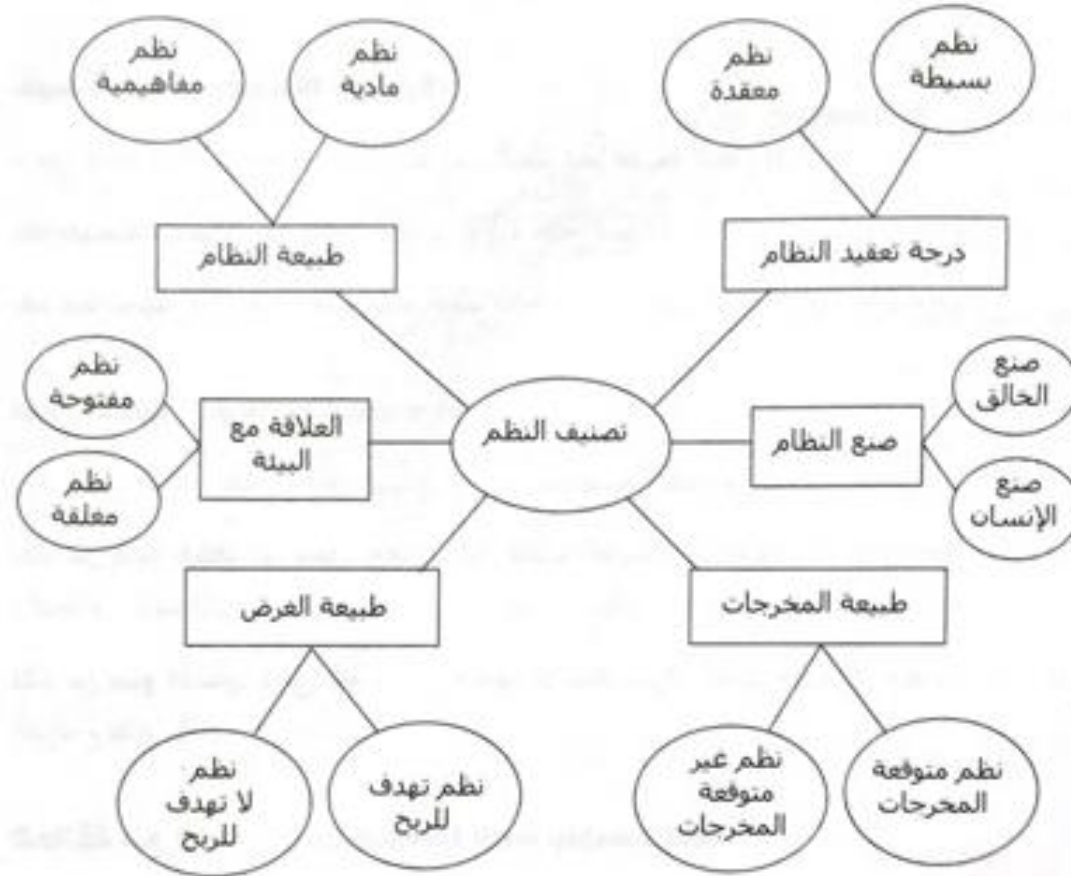 نظم
بسيطة
نظم
معقدة
نظم
مادية
نظم
مفاهيمية
درجة تعقيد النظام
طبيعة النظام
صنع
الخالق
نظم
مفتوحة
تصنيف النظم
صنع النظام
العلاقة مع
البيئة
صنع
الإنسان
نظم
مغلقة
طبيعة المخرجات
طبيعة الغرض
نظم متوقعة
المخرجات
نظم غير
متوقعة
المخرجات
نظم تهدف
للربح
نظم
لا تهدف
للربح